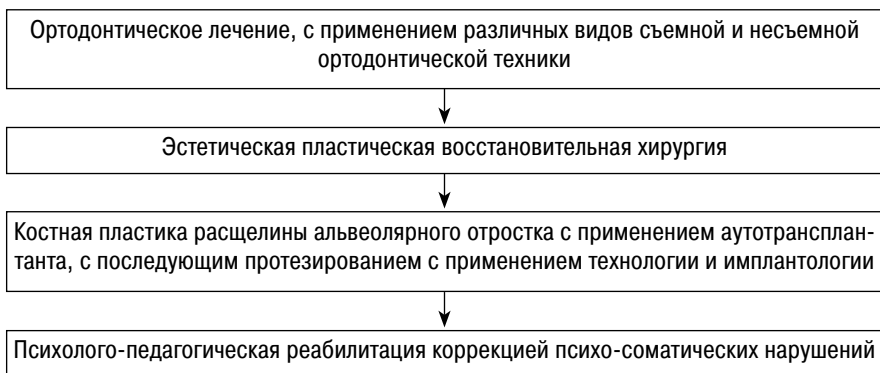 Ортодонтическое лечение, с применением различных видов съемной и несъемной
ортодонтической техники
Эстетическая пластическая восстановительная хирургия
Костная пластика расщелины альвеолярного отростка с применением аутотрансплан-
танта, с последующим протезированием с применением технологии и имплантологии
Психолого-педагогическая реабилитация коррекцией психо-соматических нарушений